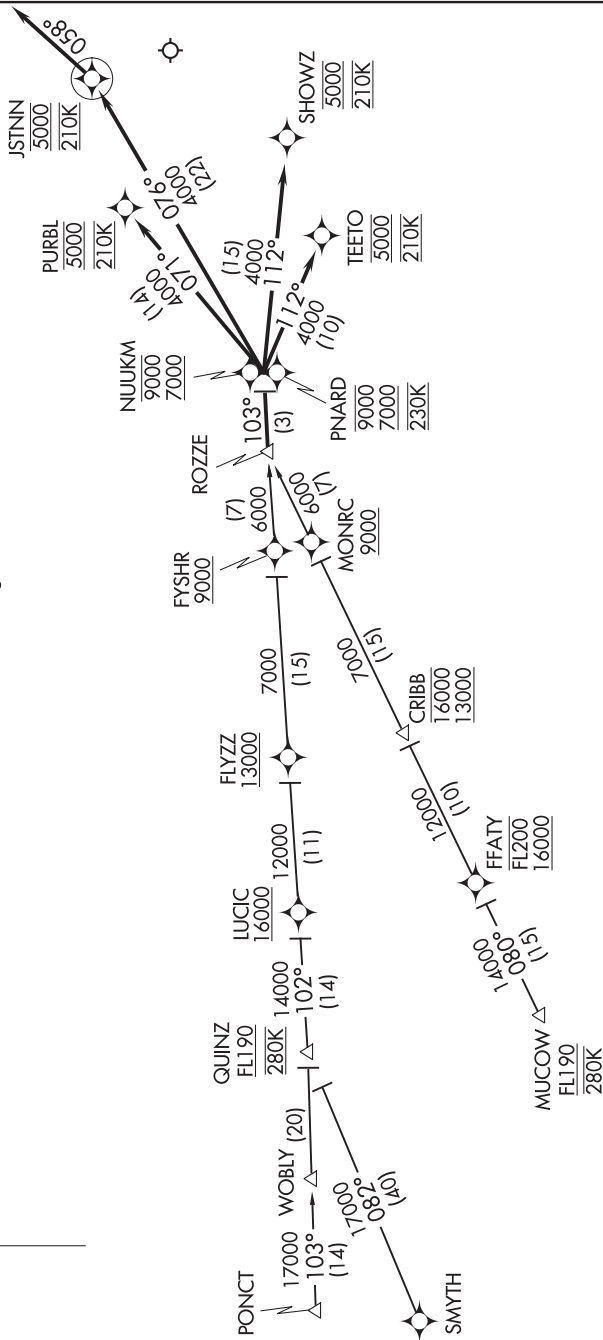 058°
JSTNN
5000
210K
076°
4000
(22)
PURBL
5000
210K
071°
4000
(14)
SHOWZ
5000
210K
(15)
4000
112°
TEETO
5000
210K
112°
4000
(10)
NUUKM
9000
7000
PNARD
9000
7000
230K
103°
(3)
ROZZE
(7)
6000
6000
(7)
FYSHR
9000
MONRC
9000
7000
(15)
7000
(15)
FLYZZ
13000
CRIBB
16000
13000
12000
(11)
12000
(10)
LUCIC
16000
FFATY
FL200
16000
14000
102°
(14)
14000
080°
(15)
QUINZ
FL190
280K
MUCOW
FL190
280K
WOBLY
(20)
17000
103°
(14)
17000
082°
(40)
PONCT
SMYTH